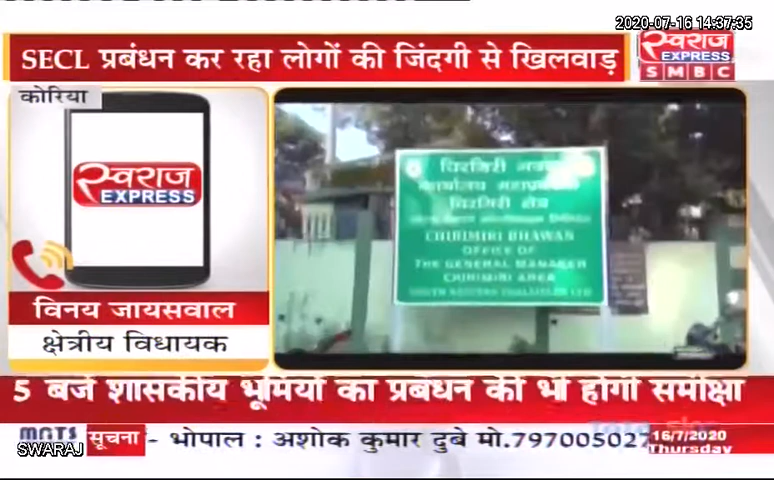 2020-07-16 14:37:35
SECL प्रबंधन कर रहा लोगों की जिंदगी से खिलवाड़
स्वराज
EXPRESS
SMBC
कोरिया
स्वराज
EXPRESS
चिरमिरी
चिरमिरी क्षेत्र
CHIRIMIRI BHAWAN
OFFICE OF
THE GENERAL MANAGER
CHIRIMIRI AREA
विनय जायसवाल
क्षेत्रीय विधायक
5 बजे शासकीय भूमियों का प्रबंधन की भी होगी समीक्षा
सूचना - भोपाल : अशोक कुमार दुबे मो.
16/7/2020
Thursday
SWARAJ